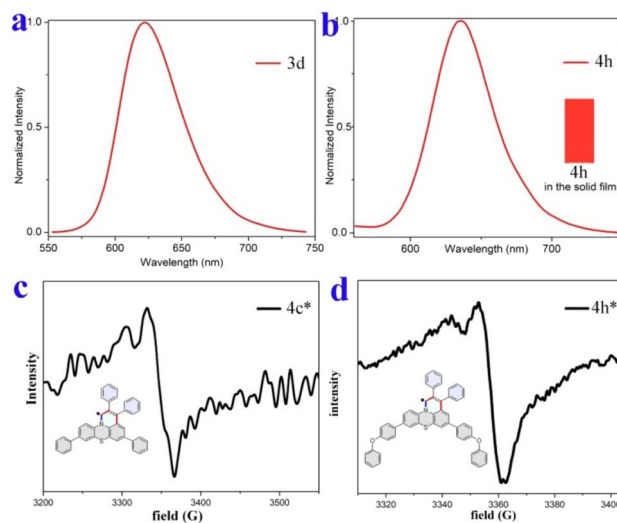 a
1.0
0.5
0.0
Normalized Intensity
3d
550
600
650
700
750
Wavelength (nm)
b
1.0
0.5
0.0
Normalized Intensity
4h
4h
in the solid film
600
700
Wavelength (nm)
c
Intensity
4c*
N
S
3200
3300
3400
3500
field (G)
d
Intensity
4h*
N
S
O
O
3320
3340
3360
3380
3400
field (G)